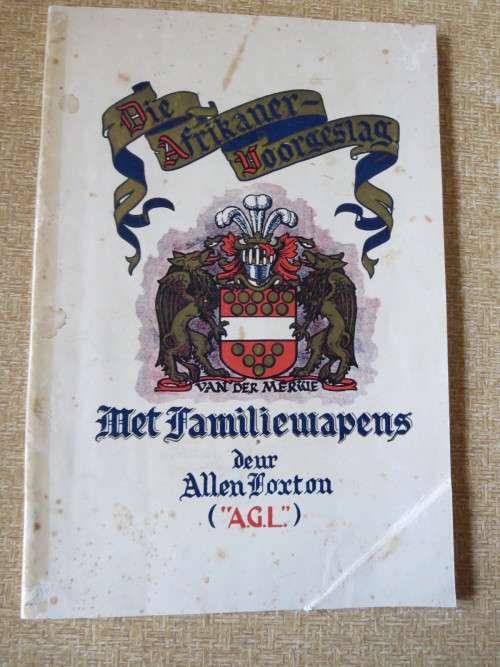 Die
Afrikaner-
Voorgeslag
VAN DER MERWE
Met Familiewapens
deur
Allen Foxton
("A.G.L.")